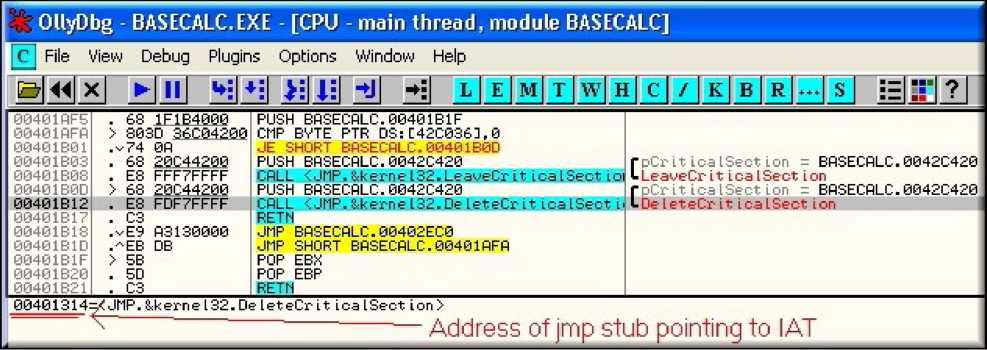 OllyDbg - BASECALC.EXE - [CPU - main thread, module BASECALC]
C File View Debug Plugins Options Window Help
L E M T W H C / K B R ... S ?
00401AF5 . 68 1F1B4000 PUSH BASECALC.00401B1F
00401AFA > 803D 36C04200 CMP BYTE PTR DS:[42C036],0
00401B01 .v74 0A JE SHORT BASECALC.00401B0D
00401B03 . 68 20C44200 PUSH BASECALC.0042C420 pCriticalSection = BASECALC.0042C420
00401B08 . E8 FFF7FFFF CALL <JMP.&kernel32.LeaveCriticalSection LeaveCriticalSection
00401B0D > 68 20C44200 PUSH BASECALC.0042C420 pCriticalSection = BASECALC.0042C420
00401B12 . E8 FDF7FFFF CALL <JMP.&kernel32.DeleteCriticalSecti DeleteCriticalSection
00401B17 . C3 RETN
00401B18 .vE9 A3130000 JMP BASECALC.00402EC0
00401B1D .^EB DB JMP SHORT BASECALC.00401AFA
00401B1F > 5B POP EBX
00401B20 . 5D POP EBP
00401B21 . C3 RETN
00401314=<JMP.&kernel32.DeleteCriticalSection>
Address of jmp stub pointing to IAT